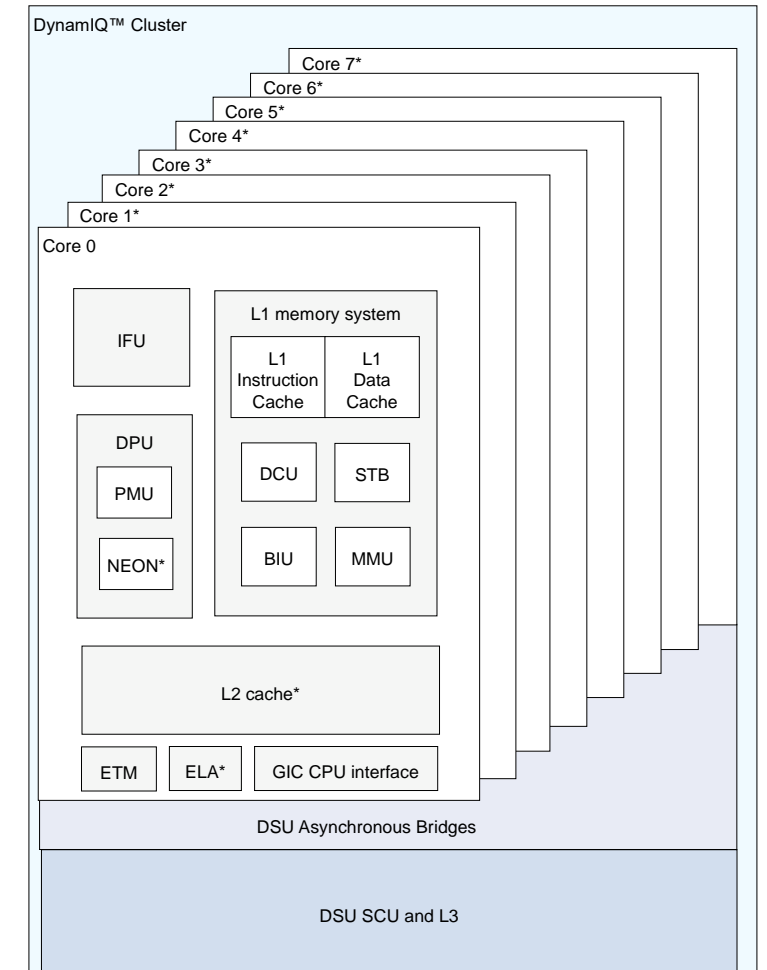 DynamIQ™ Cluster
Core 7*
Core 6*
Core 5*
Core 4*
Core 3*
Core 2*
Core 1*
Core 0
IFU
L1 memory system
L1
Instruction
Cache
L1
Data
Cache
DPU
PMU
NEON*
DCU
STB
BIU
MMU
L2 cache*
ETM
ELA*
GIC CPU interface
DSU Asynchronous Bridges
DSU SCU and L3